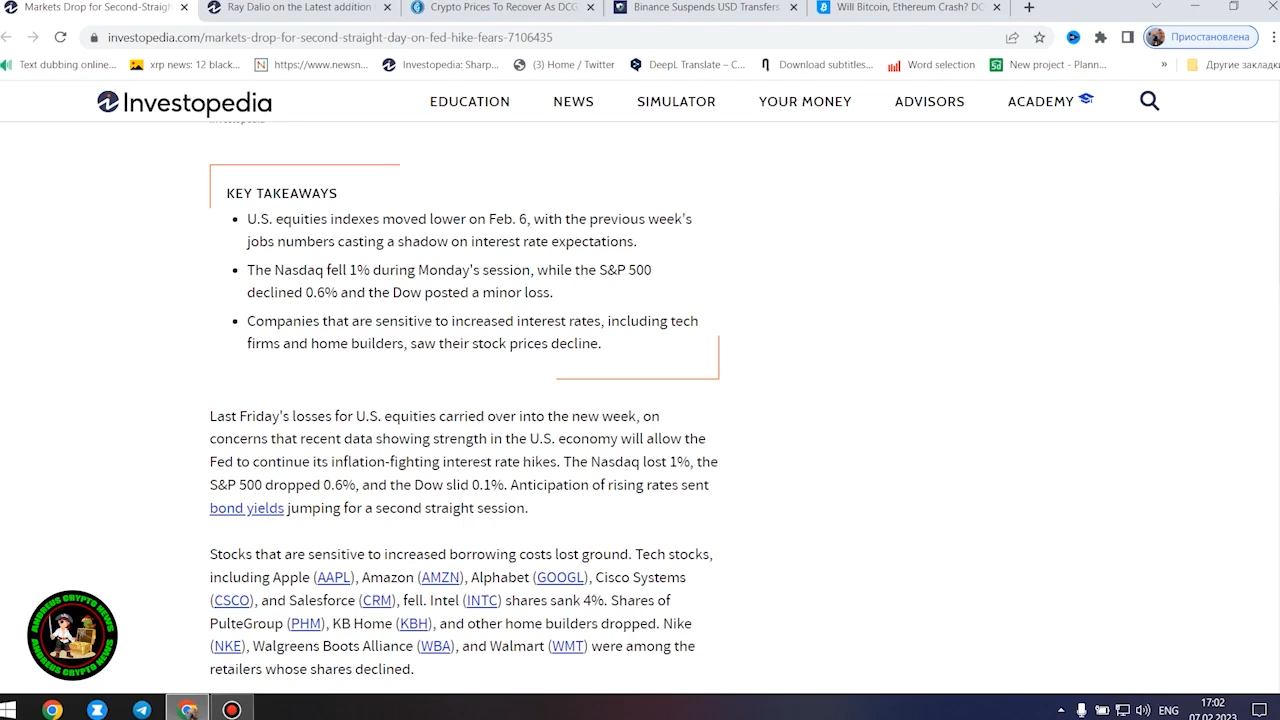 Markets Drop for Second-Straigh
Ray Dalio on the Latest addition
Crypto Prices To Recover As DCG
Binance Suspends USD Transfers
Will Bitcoin, Ethereum Crash? DC
investopedia.com/markets-drop-for-second-straight-day-on-fed-hike-fears-7106435
Приостановлена
Text dubbing online...
xrp news: 12 black...
https://www.newsn...
Investopedia: Sharp...
(3) Home / Twitter
DeepL Translate – C...
Download subtitles...
Word selection
New project - Plann...
»
Другие закладки
Investopedia
EDUCATION
NEWS
SIMULATOR
YOUR MONEY
ADVISORS
ACADEMY
KEY TAKEAWAYS
• U.S. equities indexes moved lower on Feb. 6, with the previous week's
jobs numbers casting a shadow on interest rate expectations.
• The Nasdaq fell 1% during Monday's session, while the S&P 500
declined 0.6% and the Dow posted a minor loss.
• Companies that are sensitive to increased interest rates, including tech
firms and home builders, saw their stock prices decline.
Last Friday's losses for U.S. equities carried over into the new week, on
concerns that recent data showing strength in the U.S. economy will allow the
Fed to continue its inflation-fighting interest rate hikes. The Nasdaq lost 1%, the
S&P 500 dropped 0.6%, and the Dow slid 0.1%. Anticipation of rising rates sent
bond yields jumping for a second straight session.
Stocks that are sensitive to increased borrowing costs lost ground. Tech stocks,
including Apple (AAPL), Amazon (AMZN), Alphabet (GOOGL), Cisco Systems
(CSCO), and Salesforce (CRM), fell. Intel (INTC) shares sank 4%. Shares of
PulteGroup (PHM), KB Home (KBH), and other home builders dropped. Nike
(NKE), Walgreens Boots Alliance (WBA), and Walmart (WMT) were among the
retailers whose shares declined.
ANDREUS CRYPTO NEWS
ANDREUS CRYPTO NEWS
ENG
17:02
07.02.2023